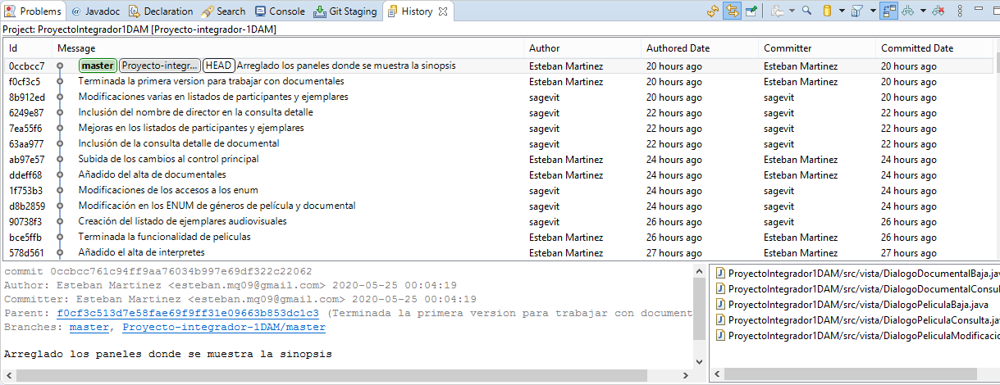 Problems @ Javadoc Declaration Search Console Git Staging History
Project: ProyectoIntegrador1DAM [Proyecto-integrador-1DAM]
Id Message Author Authored Date Committer Committed Date
0ccbcc7 master Proyecto-integr... HEAD Arreglado los paneles donde se muestra la sinopsis Esteban Martinez 20 hours ago Esteban Martinez 20 hours ago
f0cf3c5 Terminada la primera version para trabajar con documentales Esteban Martinez 20 hours ago Esteban Martinez 20 hours ago
8b912ed Modificaciones varias en listados de participantes y ejemplares sagevit 20 hours ago sagevit 20 hours ago
6249e87 Inclusión del nombre de director en la consulta detalle sagevit 22 hours ago sagevit 22 hours ago
7ea55f6 Mejoras en los listados de participantes y ejemplares sagevit 22 hours ago sagevit 22 hours ago
63aa977 Inclusión de la consulta detalle de documental sagevit 22 hours ago sagevit 22 hours ago
ab97e57 Subida de los cambios al control principal Esteban Martinez 24 hours ago Esteban Martinez 24 hours ago
ddeff68 Añadido del alta de documentales Esteban Martinez 24 hours ago Esteban Martinez 24 hours ago
1f753b3 Modificaciones de los accesos a los enum sagevit 24 hours ago sagevit 24 hours ago
d8b2859 Modificación en los ENUM de géneros de película y documental sagevit 24 hours ago sagevit 24 hours ago
90738f3 Creación del listado de ejemplares audiovisuales sagevit 26 hours ago sagevit 26 hours ago
bce5ffb Terminada la funcionalidad de peliculas Esteban Martinez 26 hours ago Esteban Martinez 26 hours ago
578d561 Añadido el alta de interpretes Esteban Martinez 27 hours ago Esteban Martinez 27 hours ago
commit 0ccbcc761c94ff9aa76034b997e69df322c22062
Author: Esteban Martinez <esteban.mq09@gmail.com> 2020-05-25 00:04:19
Committer: Esteban Martinez <esteban.mq09@gmail.com> 2020-05-25 00:04:19
Parent: f0cf3c513d7e58fae69f9ff31e09663b853dc1c3 (Terminada la primera version para trabajar con document
Branches: master, Proyecto-integrador-1DAM/master
Arreglado los paneles donde se muestra la sinopsis
ProyectoIntegrador1DAM/src/vista/DialogoDocumentalBaja.java
ProyectoIntegrador1DAM/src/vista/DialogoDocumentalConsul
ProyectoIntegrador1DAM/src/vista/DialogoPeliculaBaja.java
ProyectoIntegrador1DAM/src/vista/DialogoPeliculaConsulta.java
ProyectoIntegrador1DAM/src/vista/DialogoPeliculaModificacio